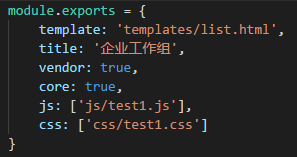 module.exports = {
    template: 'templates/list.html',
    title: '企业工作组',
    vendor: true,
    core: true,
    js: ['js/test1.js'],
    css: ['css/test1.css']
}